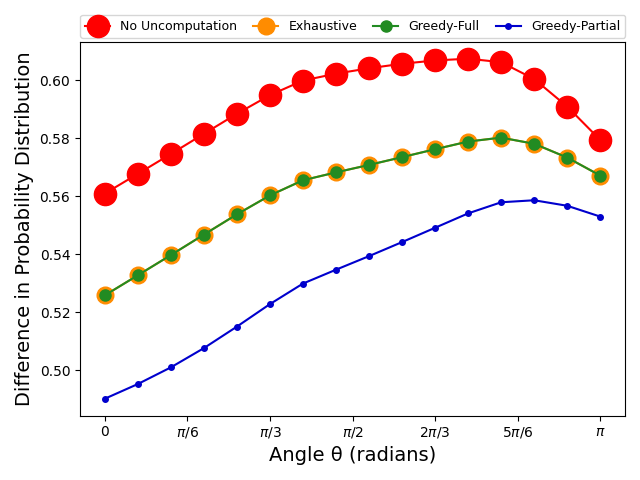 No Uncomputation Exhaustive Greedy-Full Greedy-Partial
Difference in Probability Distribution
0.60
0.58
0.56
0.54
0.52
0.50
0 π/6 π/3 π/2 2π/3 5π/6 π
Angle θ (radians)